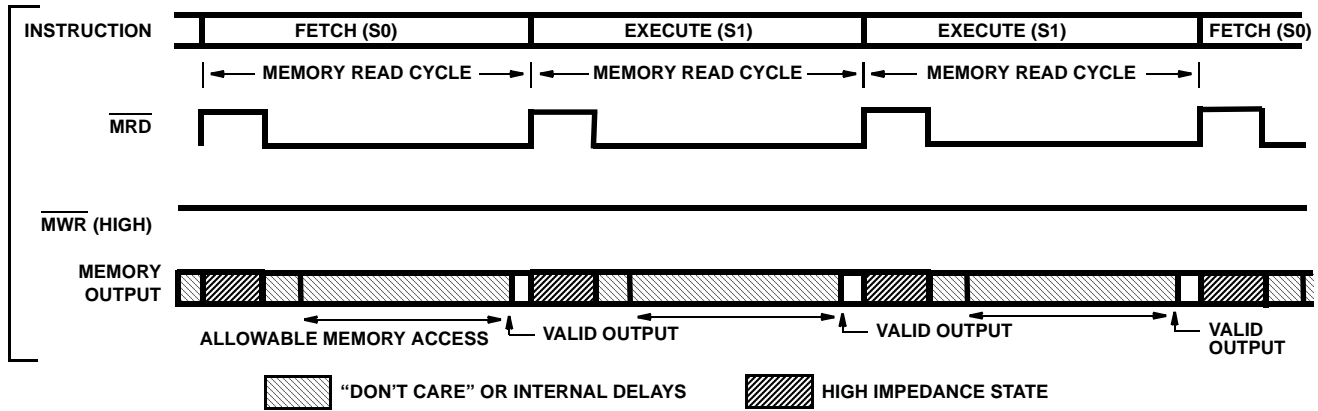 INSTRUCTION FETCH (S0) EXECUTE (S1) EXECUTE (S1) FETCH (S0)
MEMORY READ CYCLE MEMORY READ CYCLE MEMORY READ CYCLE
MRD
MWR (HIGH)
MEMORY
OUTPUT
ALLOWABLE MEMORY ACCESS VALID OUTPUT VALID OUTPUT VALID
OUTPUT
“DON’T CARE” OR INTERNAL DELAYS HIGH IMPEDANCE STATE